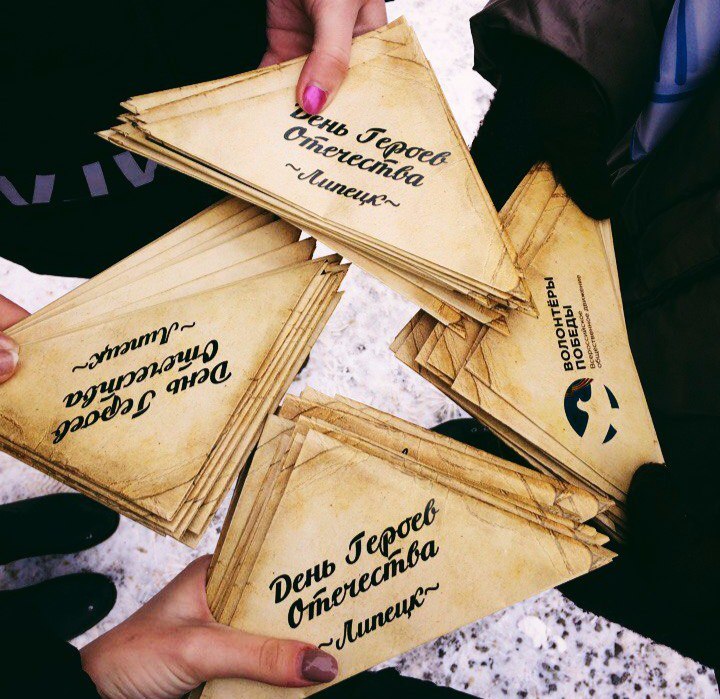 День Героев
Отечества
~Липецк~
День Героев
Отечества
~Липецк~
ВОЛОНТЁРЫ
ПОБЕДЫ
Всероссийское общественное движение
День Героев
Отечества
~Липецк~